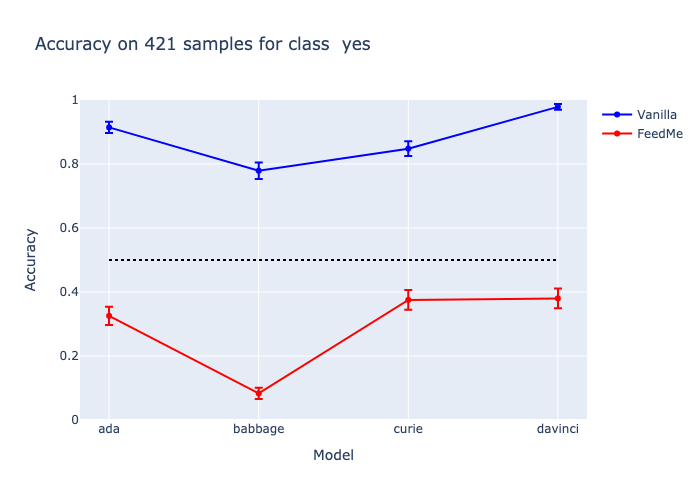 Accuracy on 421 samples for class  yes
1
0.8
0.6
0.4
0.2
0
Accuracy
ada
babbage
curie
davinci
Model
Vanilla
FeedMe